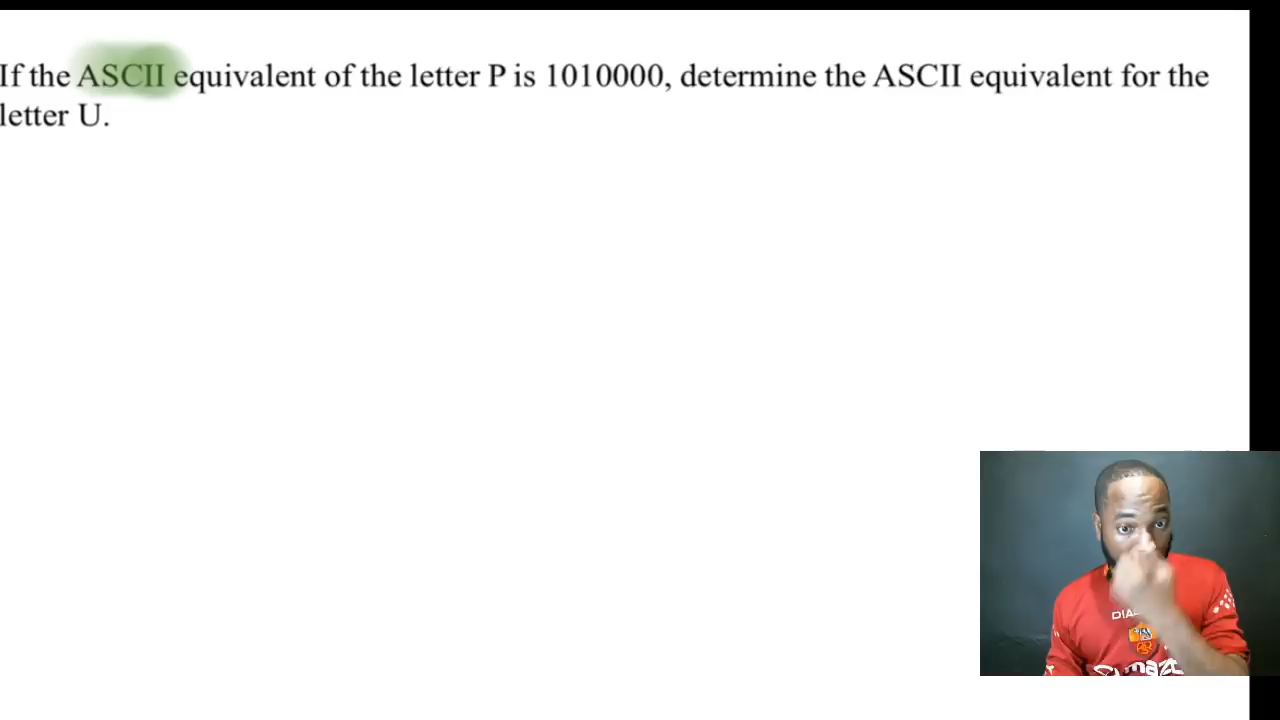 If the ASCII equivalent of the letter P is 1010000, determine the ASCII equivalent for the
letter U.